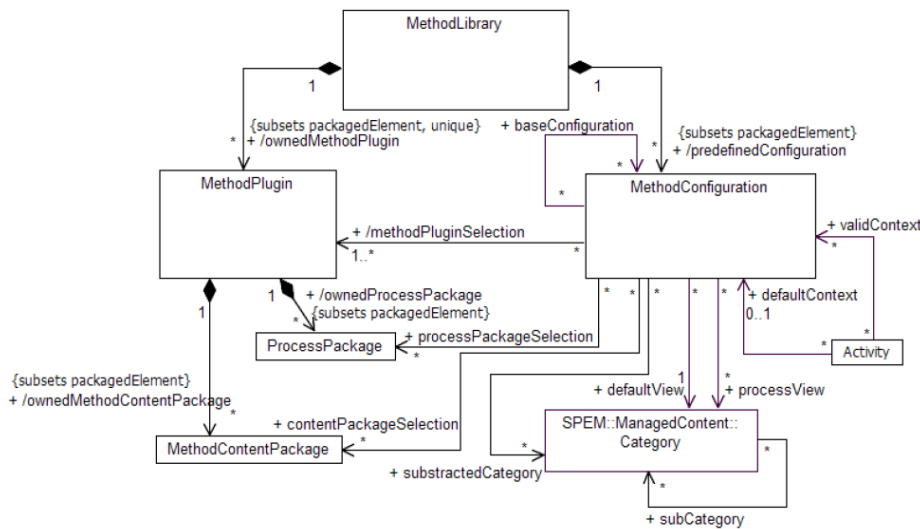 MethodLibrary
1
1
{subsets packagedElement, unique}
* + /ownedMethodPlugin
+ baseConfiguration
*
*
{subsets packagedElement}
* + /predefinedConfiguration
MethodPlugin
MethodConfiguration
+ /methodPluginSelection
1..*
*
+ validContext
*
1
1
+ /ownedProcessPackage
* {subsets packagedElement}
* * * * *
+ defaultContext
0..1
* *
ProcessPackage
+ processPackageSelection
*
Activity
{subsets packagedElement}
+ /ownedMethodContentPackage
*
+ defaultView
1
*
+ processView
+ contentPackageSelection
*
MethodContentPackage
SPEM::ManagedContent::
Category
*
*
+ substractedCategory
*
+ subCategory